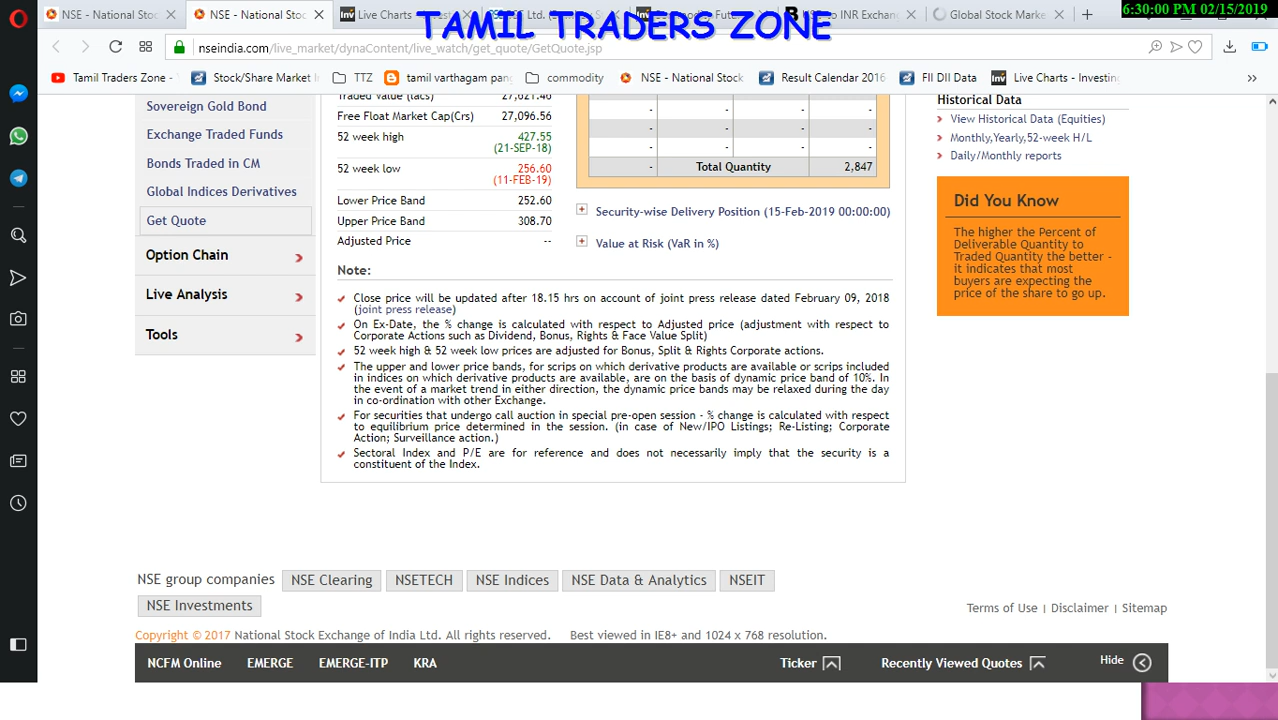 NSE - National Stoc
NSE - National Stoc
Live Charts
Ltd.
to INR Exchan
Global Stock Marke
TAMIL TRADERS ZONE
6:30:00 PM 02/15/2019
nseindia.com/live_market/dynaContent/live_watch/get_quote/GetQuote.jsp
Tamil Traders Zone -
Stock/Share Market I
TTZ
tamil varthagam pan
commodity
NSE - National Stock
Result Calendar 2016
FII DII Data
Live Charts - Investin
Sovereign Gold Bond
Exchange Traded Funds
Bonds Traded in CM
Global Indices Derivatives
Get Quote
Option Chain
Live Analysis
Tools
Traded Value (lacs) 27,621.46
Free Float Market Cap(Crs) 27,096.56
52 week high 427.55
(21-SEP-18)
52 week low 256.60
(11-FEB-19)
Lower Price Band 252.60
Upper Price Band 308.70
Adjusted Price --
- - - -
- - - -
- - - -
- Total Quantity 2,847
Security-wise Delivery Position (15-Feb-2019 00:00:00)
Value at Risk (VaR in %)
Note:
Close price will be updated after 18.15 hrs on account of joint press release dated February 09, 2018
(joint press release)
On Ex-Date, the % change is calculated with respect to Adjusted price (adjustment with respect to
Corporate Actions such as Dividend, Bonus, Rights & Face Value Split)
52 week high & 52 week low prices are adjusted for Bonus, Split & Rights Corporate actions.
The upper and lower price bands, for scrips on which derivative products are available or scrips included
in indices on which derivative products are available, are on the basis of dynamic price band of 10%. In
the event of a market trend in either direction, the dynamic price bands may be relaxed during the day
in co-ordination with other Exchange.
For securities that undergo call auction in special pre-open session - % change is calculated with respect
to equilibrium price determined in the session. (in case of New/IPO Listings; Re-Listing; Corporate
Action; Surveillance action.)
Sectoral Index and P/E are for reference and does not necessarily imply that the security is a
constituent of the Index.
Historical Data
View Historical Data (Equities)
Monthly,Yearly,52-week H/L
Daily/Monthly reports
Did You Know
The higher the Percent of
Deliverable Quantity to
Traded Quantity the better -
it indicates that most
buyers are expecting the
price of the share to go up.
NSE group companies NSE Clearing NSETECH NSE Indices NSE Data & Analytics NSEIT
NSE Investments
Terms of Use | Disclaimer | Sitemap
Copyright © 2017 National Stock Exchange of India Ltd. All rights reserved. Best viewed in IE8+ and 1024 x 768 resolution.
NCFM Online EMERGE EMERGE-ITP KRA Ticker Recently Viewed Quotes Hide